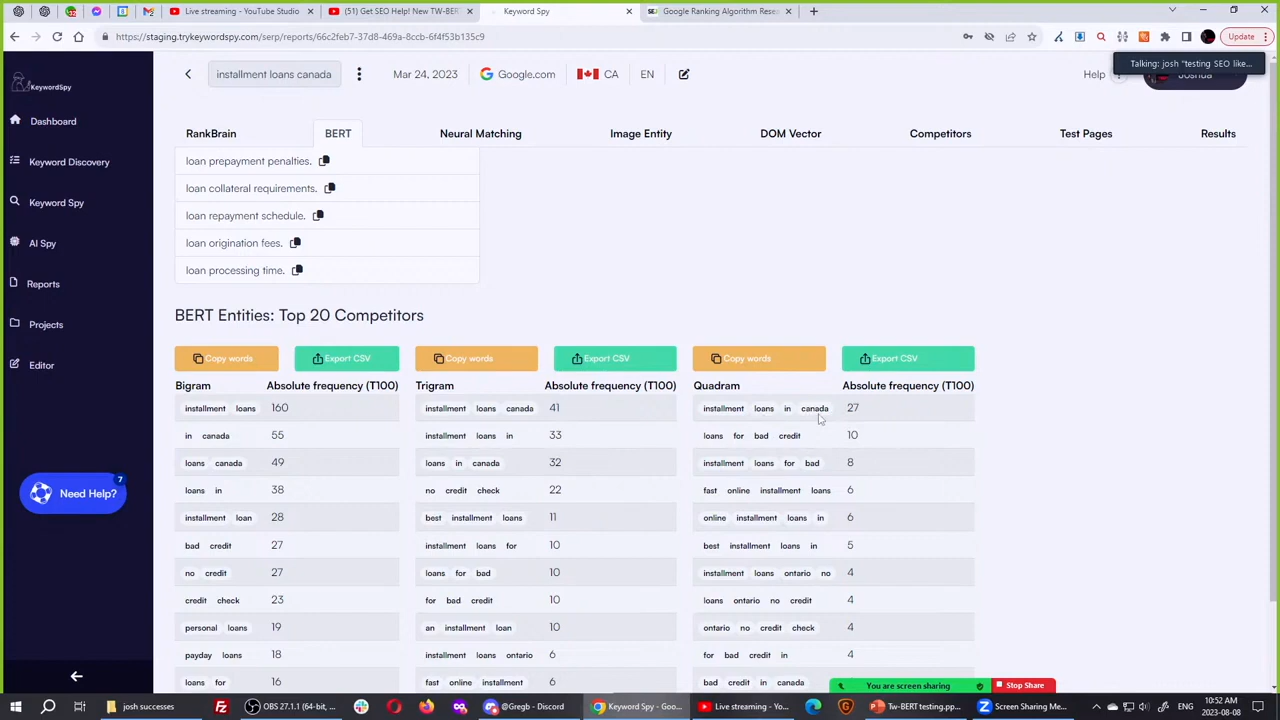 Live streaming - YouTube Studio
(51) Get SEO Help! New TW-BER
Keyword Spy
Google Ranking Algorithm Resea
https://staging.trykeywordspy.com/serp/reports/66c2feb7-37d8-469a-8ccb-6f4f53b135c9
Update
KeywordSpy
installment loans canada
Mar 24, 2023
Google.com
CA
EN
Help
Talking: josh "testing SEO like...
Joshua
Dashboard
Keyword Discovery
Keyword Spy
AI Spy
Reports
Projects
Editor
Need Help?
7
RankBrain BERT Neural Matching Image Entity DOM Vector Competitors Test Pages Results
loan prepayment penalties.
loan collateral requirements.
loan repayment schedule.
loan origination fees.
loan processing time.
BERT Entities: Top 20 Competitors
Copy words Export CSV Copy words Export CSV Copy words Export CSV
Bigram Absolute frequency (T100) Trigram Absolute frequency (T100) Quadram Absolute frequency (T100)
installment loans 160 installment loans canada 41 installment loans in canada 27
in canada 55 installment loans in 33 loans for bad credit 10
loans canada 49 loans in canada 32 installment loans for bad 8
loans in 38 no credit check 22 fast online installment loans 6
installment loan 28 best installment loans 11 online installment loans in 6
bad credit 27 installment loans for 10 best installment loans in 5
no credit 27 loans for bad 10 installment loans ontario no 4
credit check 23 for bad credit 10 loans ontario no credit 4
personal loans 19 an installment loan 10 ontario no credit check 4
payday loans 18 installment loans ontario 6 for bad credit in 4
loans for 16 fast online installment 6 bad credit in canada
You are screen sharing
Stop Share
josh successes
OBS 29.1.1 (64-bit, ...
#gregb - Discord
Keyword Spy - Goo...
Live streaming - Yo...
Tw-BERT testing.pp...
Screen Sharing Me...
10:52 AM
2023-08-08